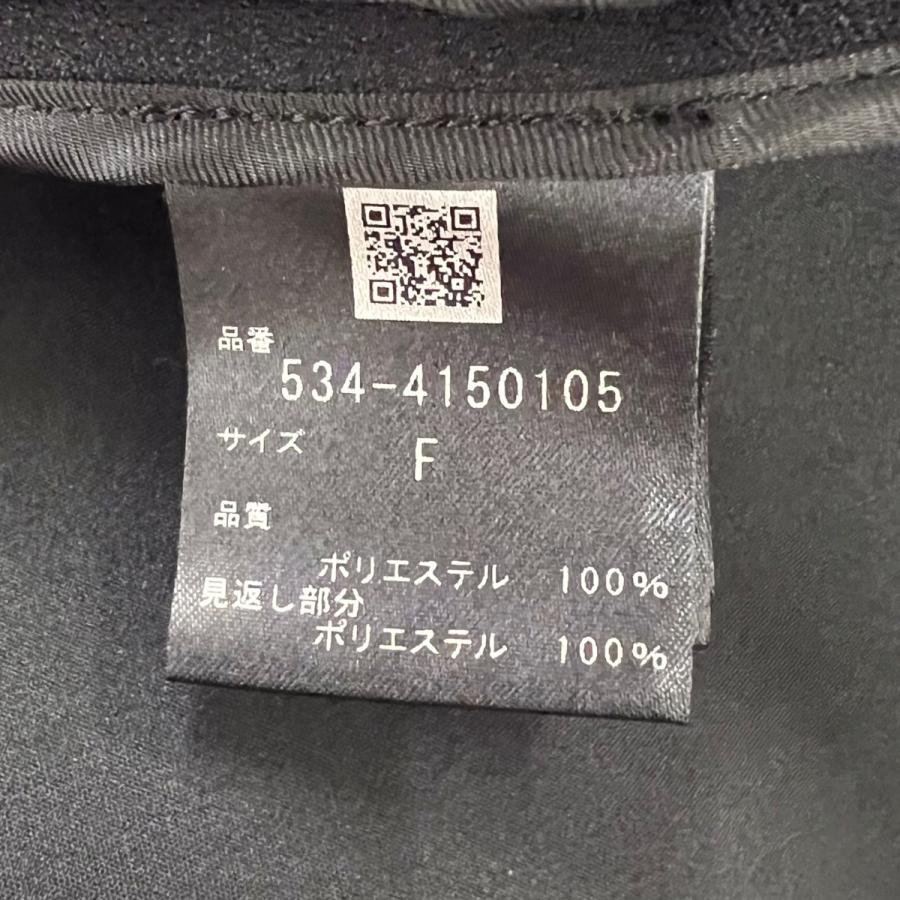 品番
534-4150105
サイズ F
品質
ポリエステル 100%
見返し部分
ポリエステル 100%